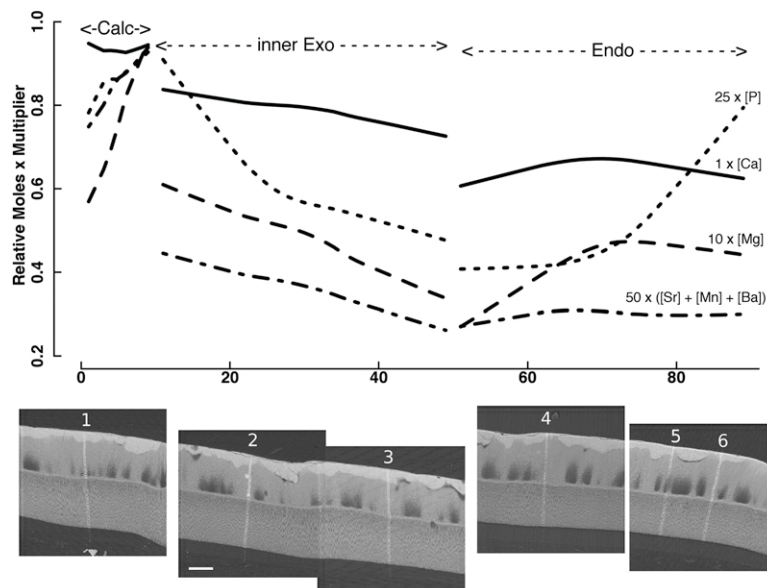 <-Calc->
<------------ inner Exo ------------>
<------------ Endo ------------>
Relative Moles x Multiplier
1.0
0.8
0.6
0.4
0.2
25 x [P]
1 x [Ca]
10 x [Mg]
50 x ([Sr] + [Mn] + [Ba])
0 20 40 60 80
1
2
3
4
5
6